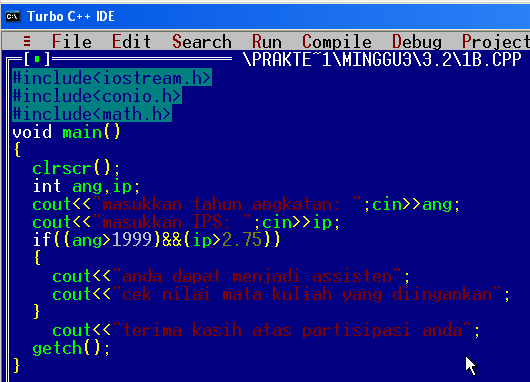 Turbo C++ IDE
≡ File Edit Search Run Compile Debug Project
[■] \PRAKTE~1\MINGGU3\3.2\1B.CPP
#include<iostream.h>
#include<conio.h>
#include<math.h>
void main()
{
clrscr();
int ang,ip;
cout<<"masukkan tahun angkatan: ";cin>>ang;
cout<<"masukkan IPS: ";cin>>ip;
if((ang>1999)&&(ip>2.75))
{
cout<<"anda dapat menjadi assisten";
cout<<"cek nilai mata kuliah yang diingankan";
}
cout<<"terima kasih atas partisipasi anda";
getch();
}